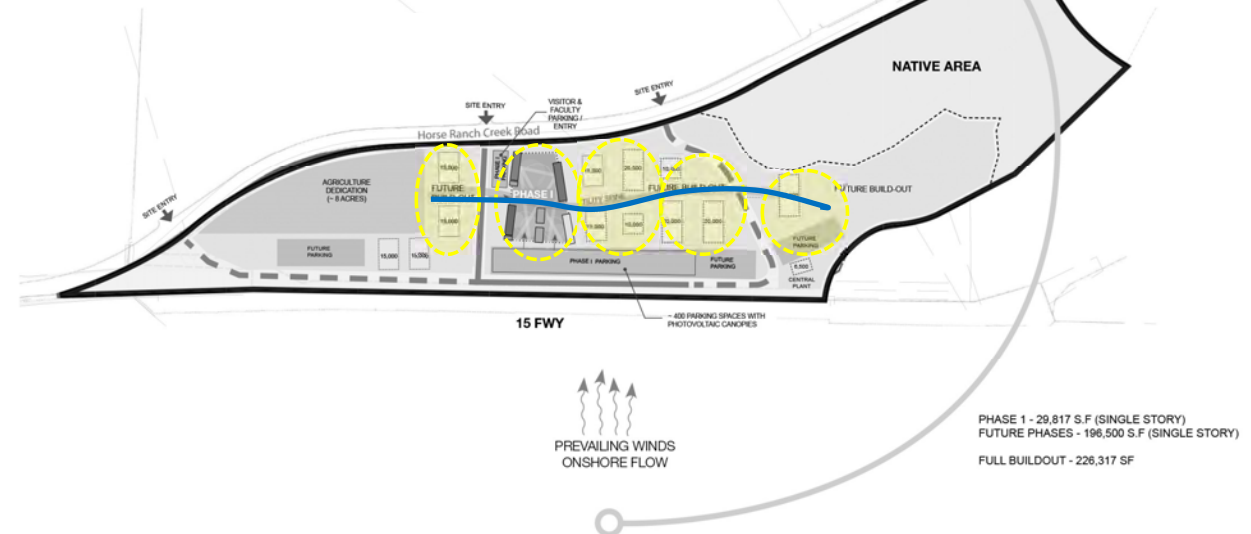 NATIVE AREA
SITE ENTRY
VISITOR &
FACULTY
PARKING /
ENTRY
SITE ENTRY
Horse Ranch Creek Road
AGRICULTURE
DEDICATION
(~ 8 ACRES)
SITE ENTRY
15,000
FUTURE
15,000
PHASE I
FUTURE BUILD-OUT
FUTURE BUILD-OUT
FUTURE
PARKING
15,000
PHASE I PARKING
FUTURE
PARKING
FUTURE
PARKING
CENTRAL
PLANT
15 FWY
~ 400 PARKING SPACES WITH
PHOTOVOLTAIC CANOPIES
PREVAILING WINDS
ONSHORE FLOW
PHASE 1 - 29,817 S.F (SINGLE STORY)
FUTURE PHASES - 196,500 S.F (SINGLE STORY)
FULL BUILDOUT - 226,317 SF